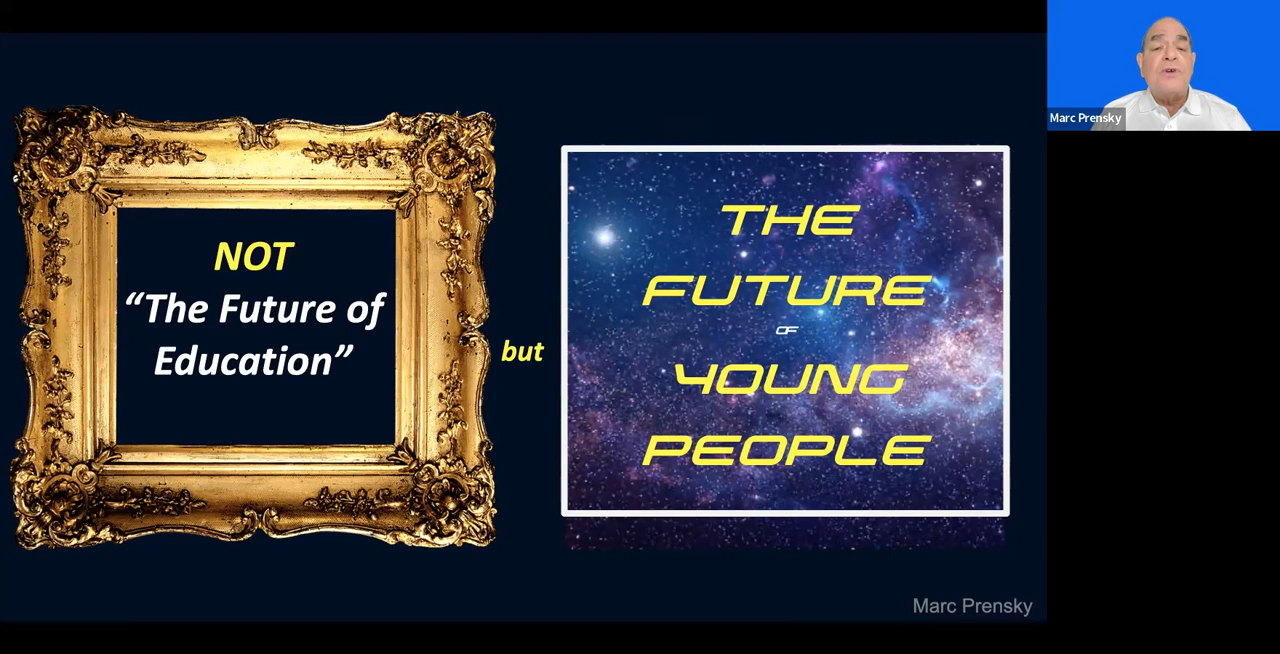 NOT
“The Future of
Education”
but
THE
FUTURE
OF
YOUNG
PEOPLE
Marc Prensky
Marc Prensky